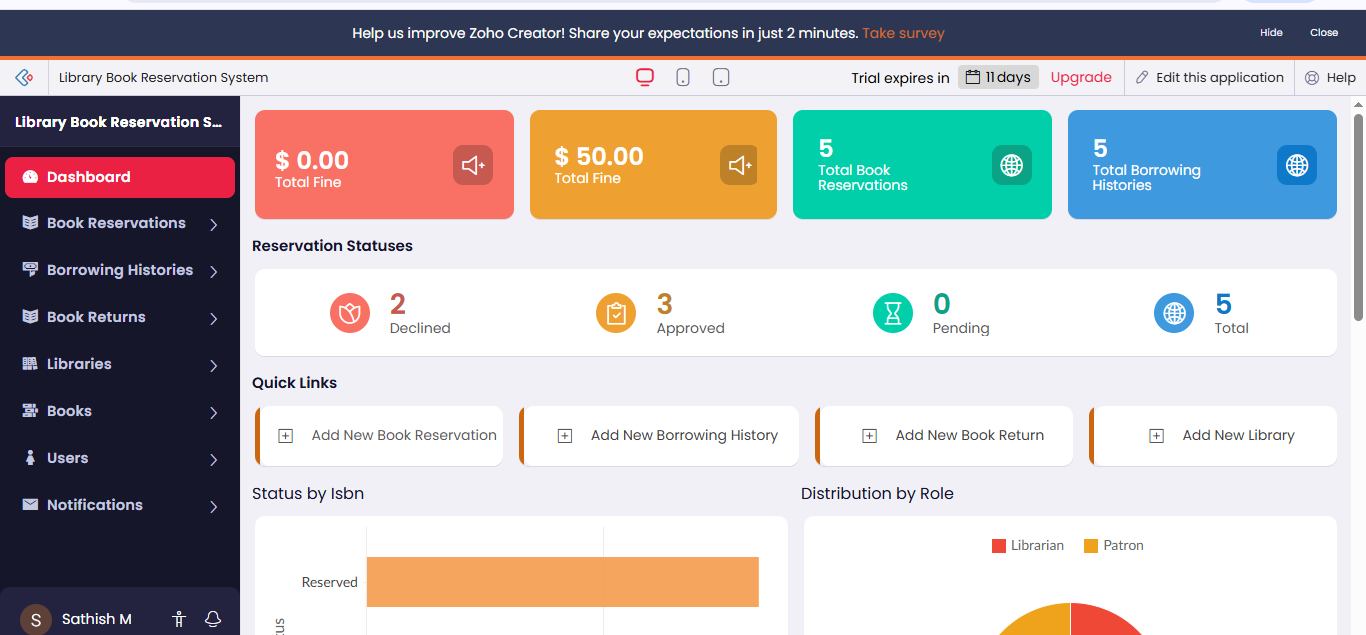 Help us improve Zoho Creator! Share your expectations in just 2 minutes. Take survey
Hide
Close
Library Book Reservation System
Trial expires in 11 days
Upgrade
Edit this application
Help
Library Book Reservation S...
Dashboard
Book Reservations
Borrowing Histories
Book Returns
Libraries
Books
Users
Notifications
S
Sathish M
$ 0.00
Total Fine
$ 50.00
Total Fine
5
Total Book
Reservations
5
Total Borrowing
Histories
Reservation Statuses
2
Declined
3
Approved
0
Pending
5
Total
Quick Links
Add New Book Reservation
Add New Borrowing History
Add New Book Return
Add New Library
Status by Isbn
Reserved
Distribution by Role
Librarian
Patron